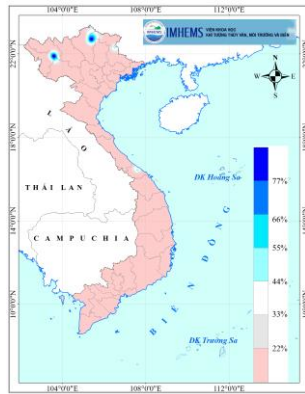 104°0'0"E 108°0'0"E 112°0'0"E
IMHEMS
VIỆN KHOA HỌC
KHÍ TƯỢNG THỦY VĂN, MÔI TRƯỜNG VÀ BIỂN
N
W E
S
22°0'0"N
18°0'0"N
14°0'0"N
10°0'0"N
LÀO
THÁI LAN
CAMPUCHIA
ĐK Hoàng Sa
BIỂN ĐÔNG
ĐK Trường Sa
77%
66%
55%
44%
33%
22%
104°0'0"E 108°0'0"E 112°0'0"E